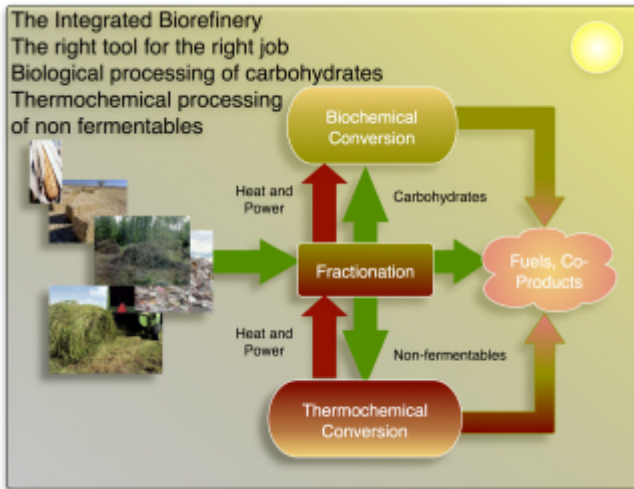 The Integrated Biorefinery
The right tool for the right job
Biological processing of carbohydrates
Thermochemical processing
of non fermentables
Biochemical
Conversion
Heat and
Power
Carbohydrates
Fractionation
Fuels, Co-
Products
Heat and
Power
Non-fermentables
Thermochemical
Conversion